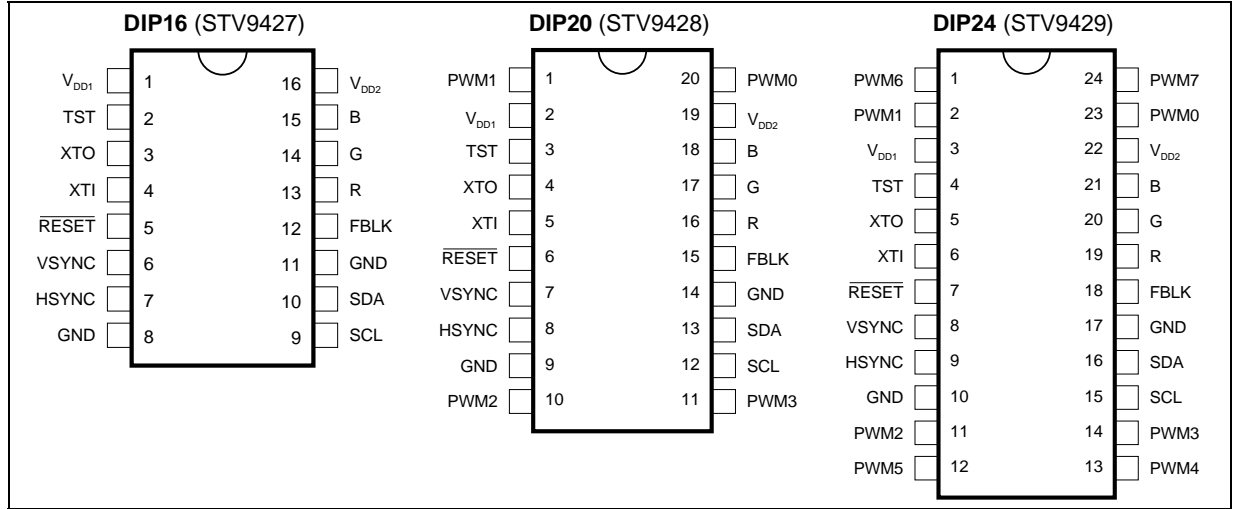 DIP16 (STV9427)
VDD1 1 16 VDD2
TST 2 15 B
XTO 3 14 G
XTI 4 13 R
RESET 5 12 FBLK
VSYNC 6 11 GND
HSYNC 7 10 SDA
GND 8 9 SCL
DIP20 (STV9428)
PWM1 1 20 PWM0
VDD1 2 19 VDD2
TST 3 18 B
XTO 4 17 G
XTI 5 16 R
RESET 6 15 FBLK
VSYNC 7 14 GND
HSYNC 8 13 SDA
GND 9 12 SCL
PWM2 10 11 PWM3
DIP24 (STV9429)
PWM6 1 24 PWM7
PWM1 2 23 PWM0
VDD1 3 22 VDD2
TST 4 21 B
XTO 5 20 G
XTI 6 19 R
RESET 7 18 FBLK
VSYNC 8 17 GND
HSYNC 9 16 SDA
GND 10 15 SCL
PWM2 11 14 PWM3
PWM5 12 13 PWM4